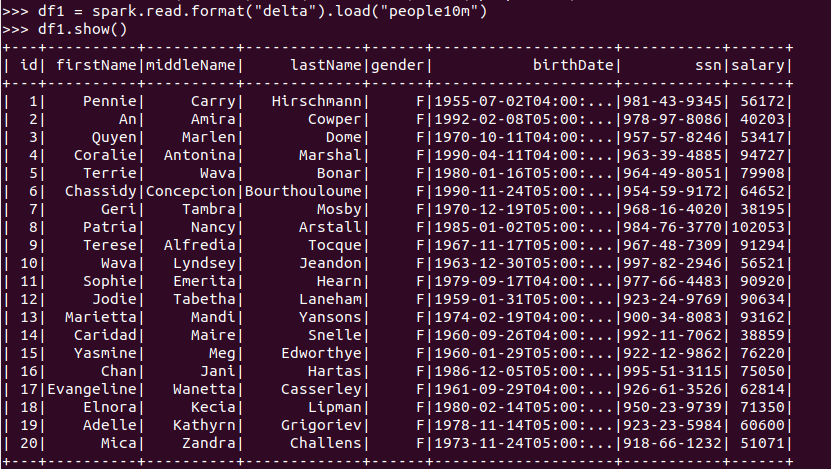 >>> df1 = spark.read.format("delta").load("people10m")
>>> df1.show()
+---+----------+----------+------------+------+--------------------+-----------+------+
| id| firstName|middleName|    lastName|gender|           birthDate|        ssn|salary|
+---+----------+----------+------------+------+--------------------+-----------+------+
|  1|    Pennie|     Carry|  Hirschmann|     F|1955-07-02T04:00:...|981-43-9345| 56172|
|  2|        An|     Amira|      Cowper|     F|1992-02-08T05:00:...|978-97-8086| 40203|
|  3|     Quyen|    Marlen|        Dome|     F|1970-10-11T04:00:...|957-57-8246| 53417|
|  4|   Coralie|  Antonina|     Marshal|     F|1990-04-11T04:00:...|963-39-4885| 94727|
|  5|    Terrie|      Wava|       Bonar|     F|1980-01-16T05:00:...|964-49-8051| 79908|
|  6|  Chassidy|Concepcion|Bourthouloume|     F|1990-11-24T05:00:...|954-59-9172| 64652|
|  7|      Geri|    Tambra|       Mosby|     F|1970-12-19T05:00:...|968-16-4020| 38195|
|  8|   Patria|     Nancy|     Arstall|     F|1985-01-02T05:00:...|984-76-3770|102053|
|  9|    Terese|  Alfredia|      Tocque|     F|1967-11-17T05:00:...|967-48-7309| 91294|
| 10|      Wava|   Lyndsey|     Jeandon|     F|1963-12-30T05:00:...|997-82-2946| 56521|
| 11|    Sophie|   Emerita|       Hearn|     F|1979-09-17T04:00:...|977-66-4483| 90920|
| 12|     Jodie|   Tabetha|     Laneham|     F|1959-01-31T05:00:...|923-24-9769| 90634|
| 13|  Marietta|     Mandi|     Yansons|     F|1974-02-19T04:00:...|900-34-8083| 93162|
| 14|   Caridad|     Maire|      Snelle|     F|1960-09-26T04:00:...|992-11-7062| 38859|
| 15|   Yasmine|       Meg|   Edworthye|     F|1960-01-29T05:00:...|922-12-9862| 76220|
| 16|      Chan|      Jani|      Hartas|     F|1986-12-05T05:00:...|995-51-3115| 75050|
| 17|Evangeline|   Wanetta|   Casserley|     F|1961-09-29T04:00:...|926-61-3526| 62814|
| 18|    Elnora|     Kecia|      Lipman|     F|1980-02-14T05:00:...|950-23-9739| 71350|
| 19|    Adelle|   Kathyrn|   Grigoriev|     F|1978-11-14T05:00:...|923-23-5984| 60600|
| 20|      Mica|    Zandra|    Challens|     F|1973-11-24T05:00:...|918-66-1232| 51071|
+---+----------+----------+------------+------+--------------------+-----------+------+